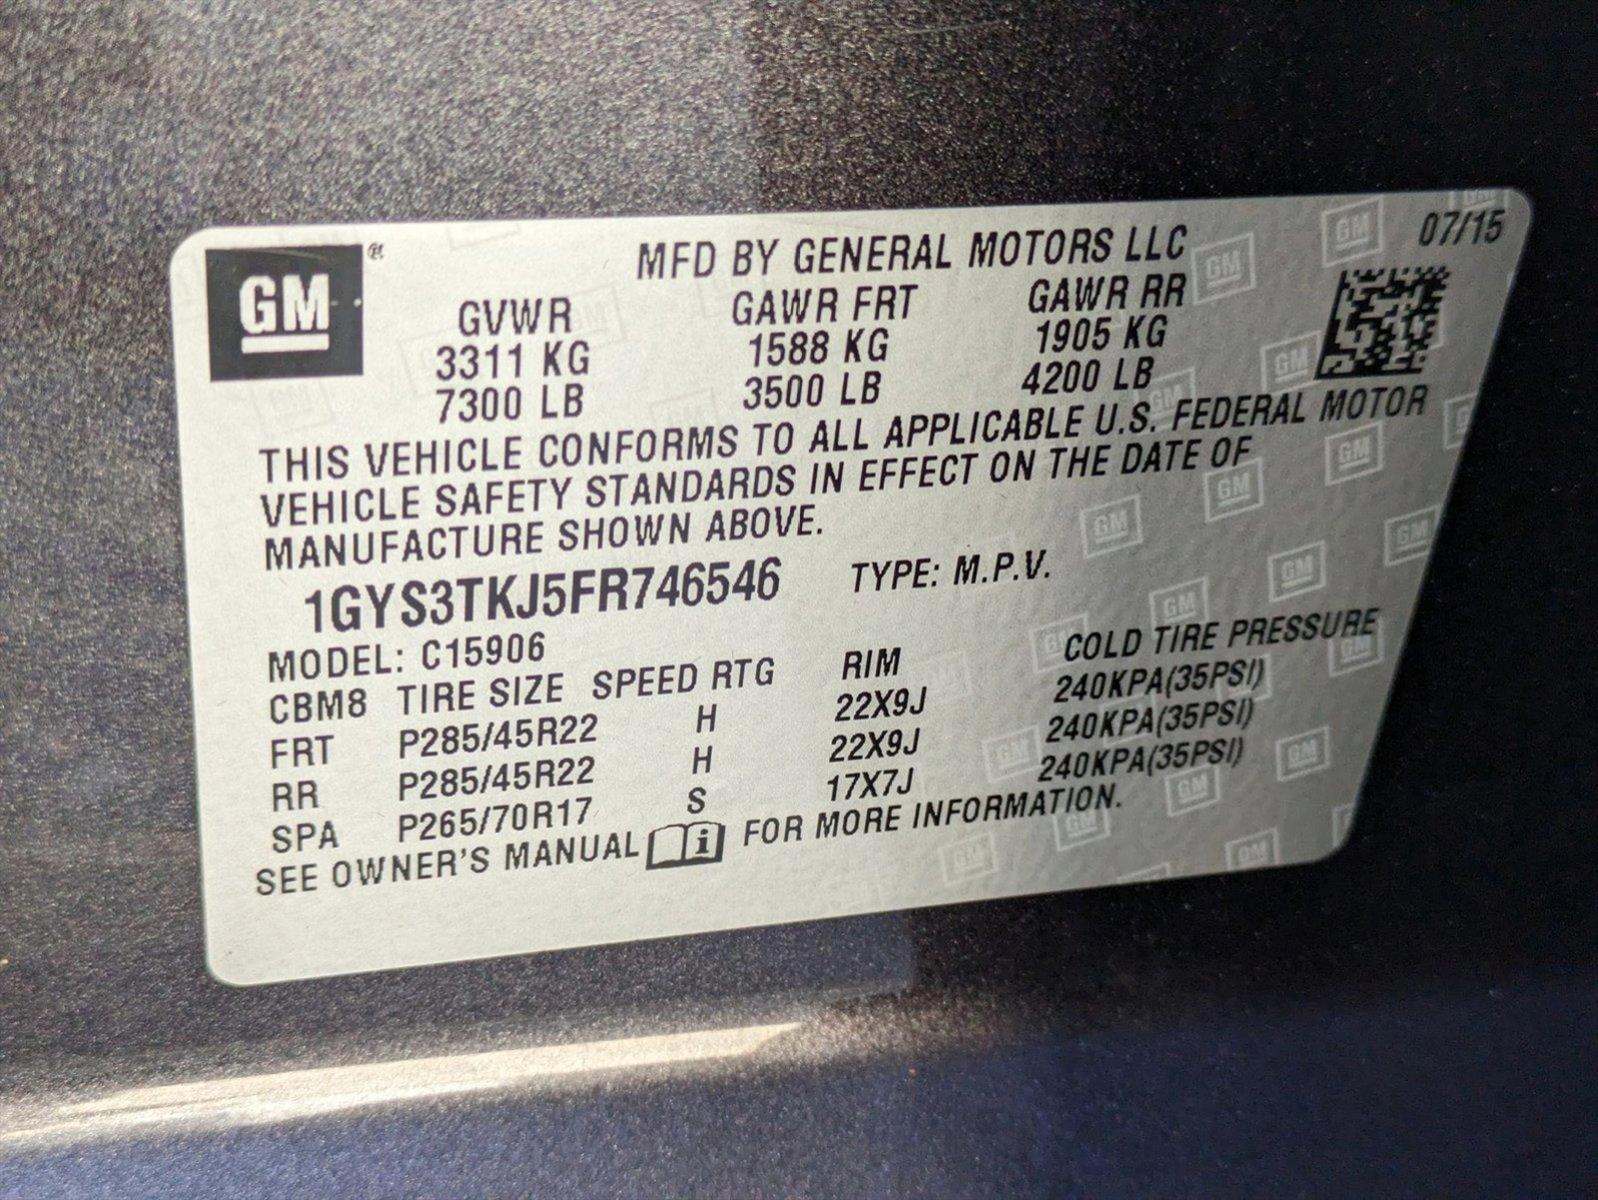 GM ®
MFD BY GENERAL MOTORS LLC 07/15
GVWR GAWR FRT GAWR RR
3311 KG 1588 KG 1905 KG
7300 LB 3500 LB 4200 LB
THIS VEHICLE CONFORMS TO ALL APPLICABLE U.S. FEDERAL MOTOR
VEHICLE SAFETY STANDARDS IN EFFECT ON THE DATE OF
MANUFACTURE SHOWN ABOVE.
1GYS3TKJ5FR746546 TYPE: M.P.V.
MODEL: C15906
CBM8 TIRE SIZE SPEED RTG RIM COLD TIRE PRESSURE
FRT P285/45R22 H 22X9J 240KPA(35PSI)
RR P285/45R22 H 22X9J 240KPA(35PSI)
SPA P265/70R17 S 17X7J 240KPA(35PSI)
SEE OWNER'S MANUAL i FOR MORE INFORMATION.